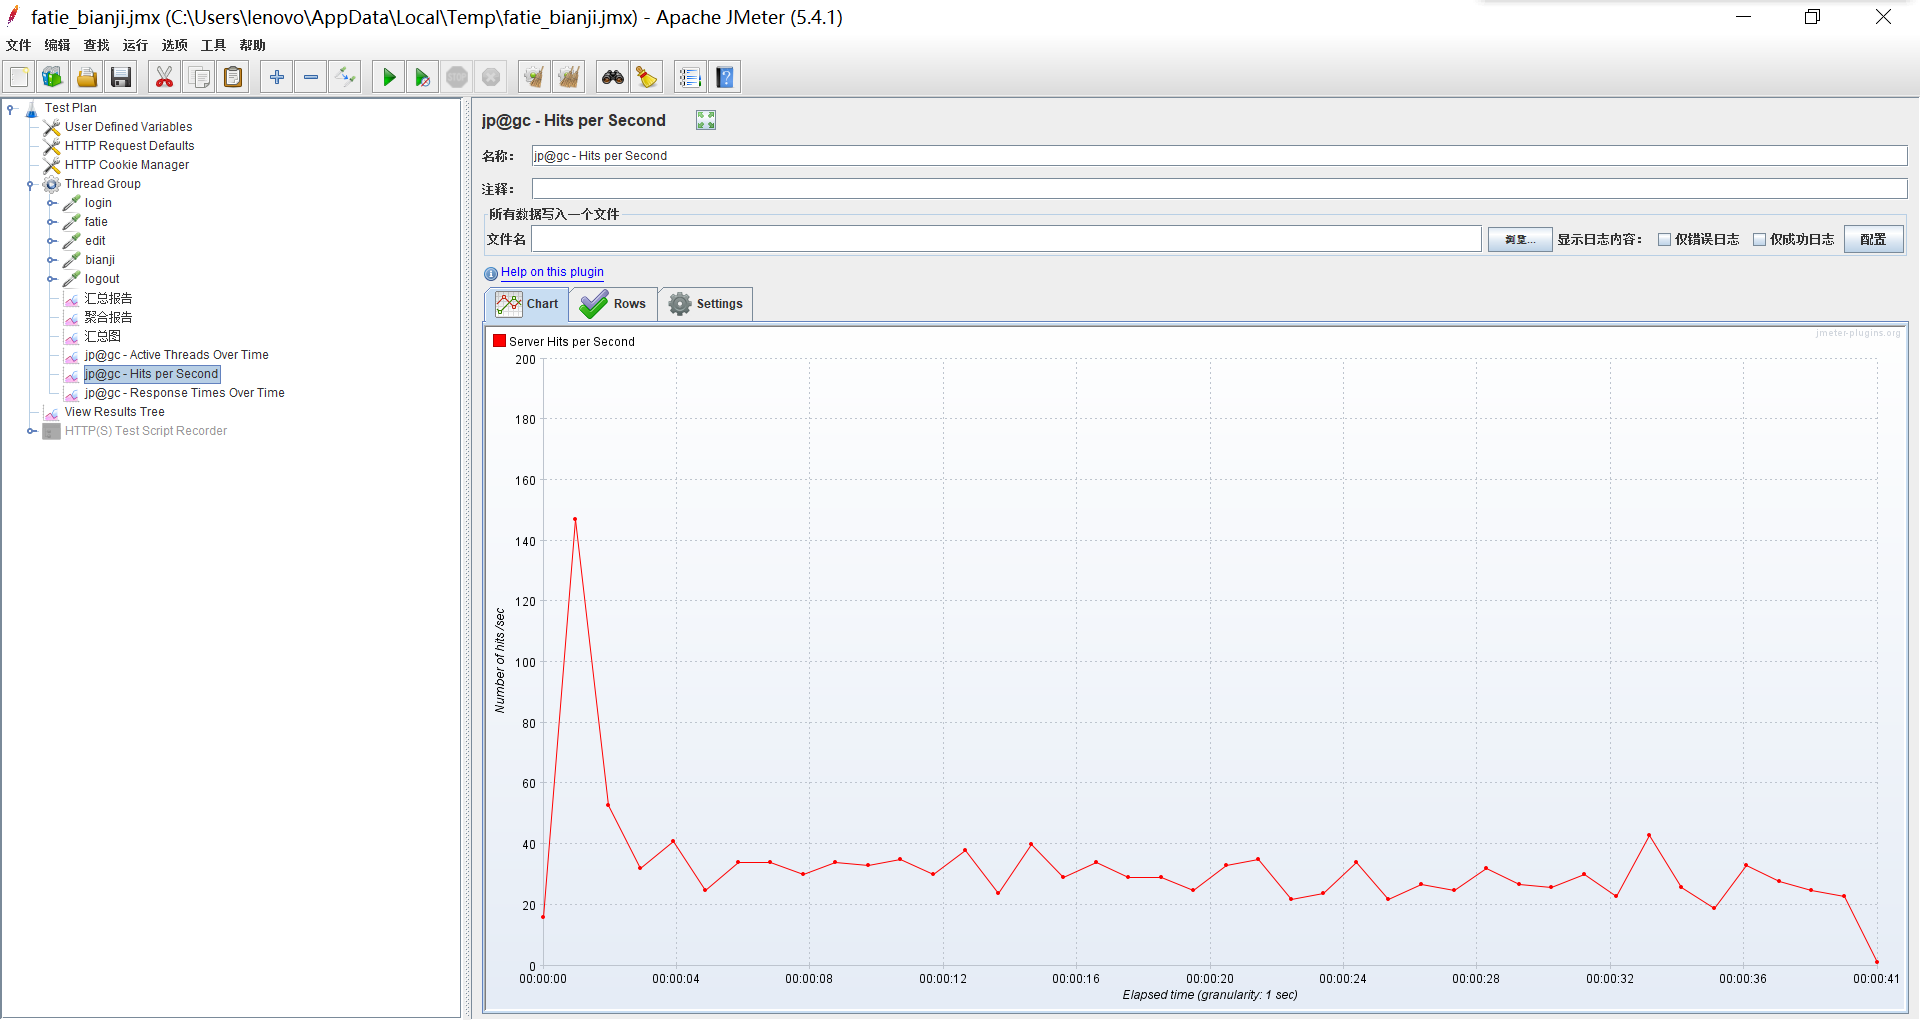 fatie_bianji.jmx (C:\Users\lenovo\AppData\Local\Temp\fatie_bianji.jmx) - Apache JMeter (5.4.1)
文件 编辑 查找 运行 选项 工具 帮助
STOP
Test Plan
User Defined Variables
HTTP Request Defaults
HTTP Cookie Manager
Thread Group
login
fatie
edit
bianji
logout
汇总报告
聚合报告
汇总图
jp@gc - Active Threads Over Time
jp@gc - Hits per Second
jp@gc - Response Times Over Time
View Results Tree
HTTP(S) Test Script Recorder
jp@gc - Hits per Second
名称： jp@gc - Hits per Second
注释：
所有数据写入一个文件
文件名 浏览... 显示日志内容： 仅错误日志 仅成功日志 配置
Help on this plugin
Chart Rows Settings
jmeter-plugins.org
Server Hits per Second
200
180
160
140
120
100
80
60
40
20
0
Number of hits /sec
00:00:00 00:00:04 00:00:08 00:00:12 00:00:16 00:00:20 00:00:24 00:00:28 00:00:32 00:00:36 00:00:41
Elapsed time (granularity: 1 sec)